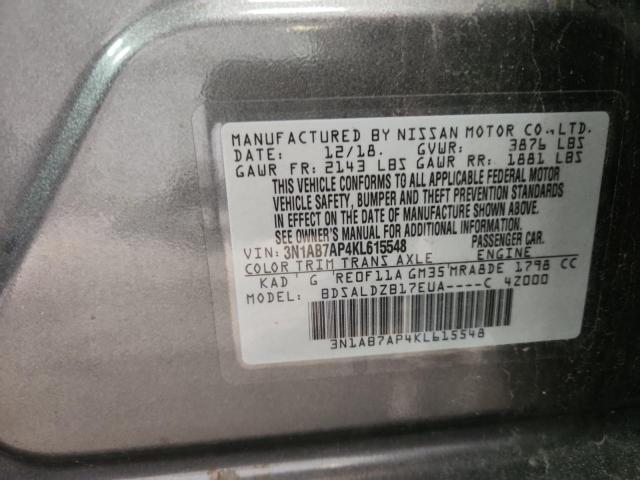 MANUFACTURED BY NISSAN MOTOR CO.,LTD.
DATE: 12/18. GVWR: 3876 LBS
GAWR FR: 2143 LBS GAWR RR: 1881 LBS
THIS VEHICLE CONFORMS TO ALL APPLICABLE FEDERAL MOTOR
VEHICLE SAFETY, BUMPER AND THEFT PREVENTION STANDARDS
IN EFFECT ON THE DATE OF MANUFACTURE SHOWN ABOVE.
SEE OWNER'S MANUAL FOR ADDITIONAL INFORMATION.
VIN: 3N1AB7AP4KL615548 PASSENGER CAR.
COLOR TRIM TRANS AXLE ENGINE
KAD G RE0F11A GM35 MRA8DE 1798 CC
MODEL: BDSALDZB17EUA----C 42000
3N1AB7AP4KL615548